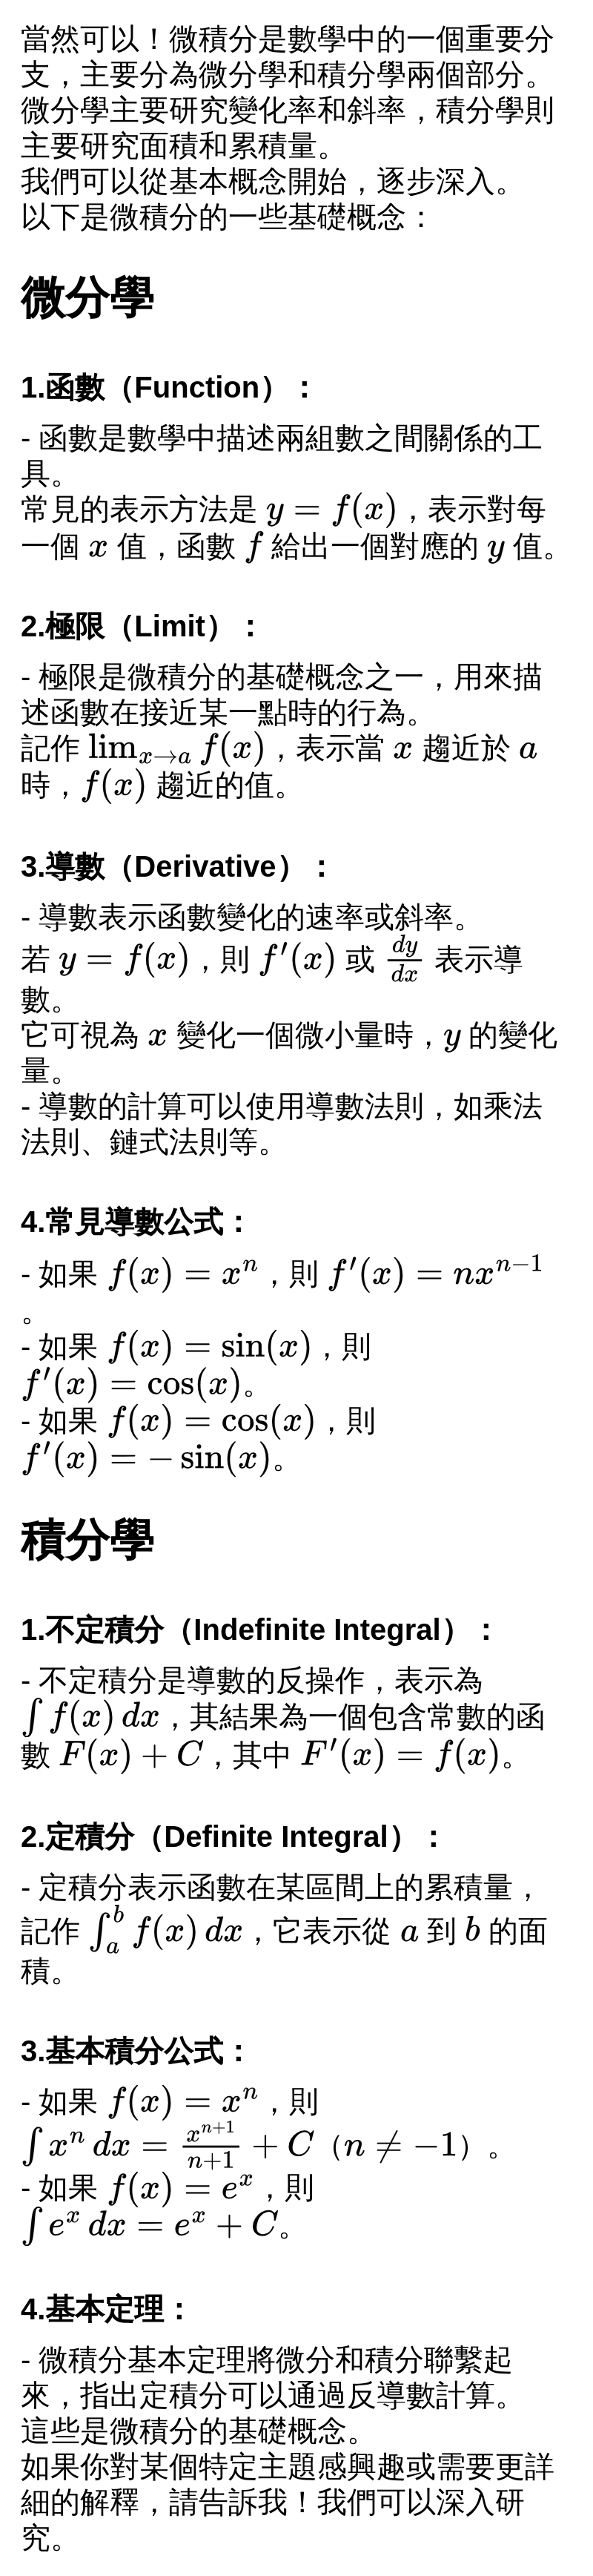 當然可以！微積分是數學中的一個重要分
支，主要分為微分學和積分學兩個部分。
微分學主要研究變化率和斜率，積分學則
主要研究面積和累積量。
我們可以從基本概念開始，逐步深入。
以下是微積分的一些基礎概念：
微分學
1.函數（Function）：
- 函數是數學中描述兩組數之間關係的工
具。
常見的表示方法是 y = f(x)，表示對每
一個 x 值，函數 f 給出一個對應的 y 值。
2.極限（Limit）：
- 極限是微積分的基礎概念之一，用來描
述函數在接近某一點時的行為。
記作 lim_{x→a} f(x)，表示當 x 趨近於 a
時，f(x) 趨近的值。
3.導數（Derivative）：
- 導數表示函數變化的速率或斜率。
若 y = f(x)，則 f′(x) 或 \frac{dy}{dx} 表示導
數。
它可視為 x 變化一個微小量時，y 的變化
量。
- 導數的計算可以使用導數法則，如乘法
法則、鏈式法則等。
4.常見導數公式：
- 如果 f(x) = x^n，則 f′(x) = nx^{n−1}
。
- 如果 f(x) = sin(x)，則
f′(x) = cos(x)。
- 如果 f(x) = cos(x)，則
f′(x) = − sin(x)。
積分學
1.不定積分（Indefinite Integral）：
- 不定積分是導數的反操作，表示為
∫ f(x) dx，其結果為一個包含常數的函
數 F(x) + C，其中 F′(x) = f(x)。
2.定積分（Definite Integral）：
- 定積分表示函數在某區間上的累積量，
記作 ∫_a^b f(x) dx，它表示從 a 到 b 的面
積。
3.基本積分公式：
- 如果 f(x) = x^n，則
∫ x^n dx = \frac{x^{n+1}}{n+1} + C（n ≠ −1）。
- 如果 f(x) = e^x，則
∫ e^x dx = e^x + C。
4.基本定理：
- 微積分基本定理將微分和積分聯繫起
來，指出定積分可以通過反導數計算。
這些是微積分的基礎概念。
如果你對某個特定主題感興趣或需要更詳
細的解釋，請告訴我！我們可以深入研
究。